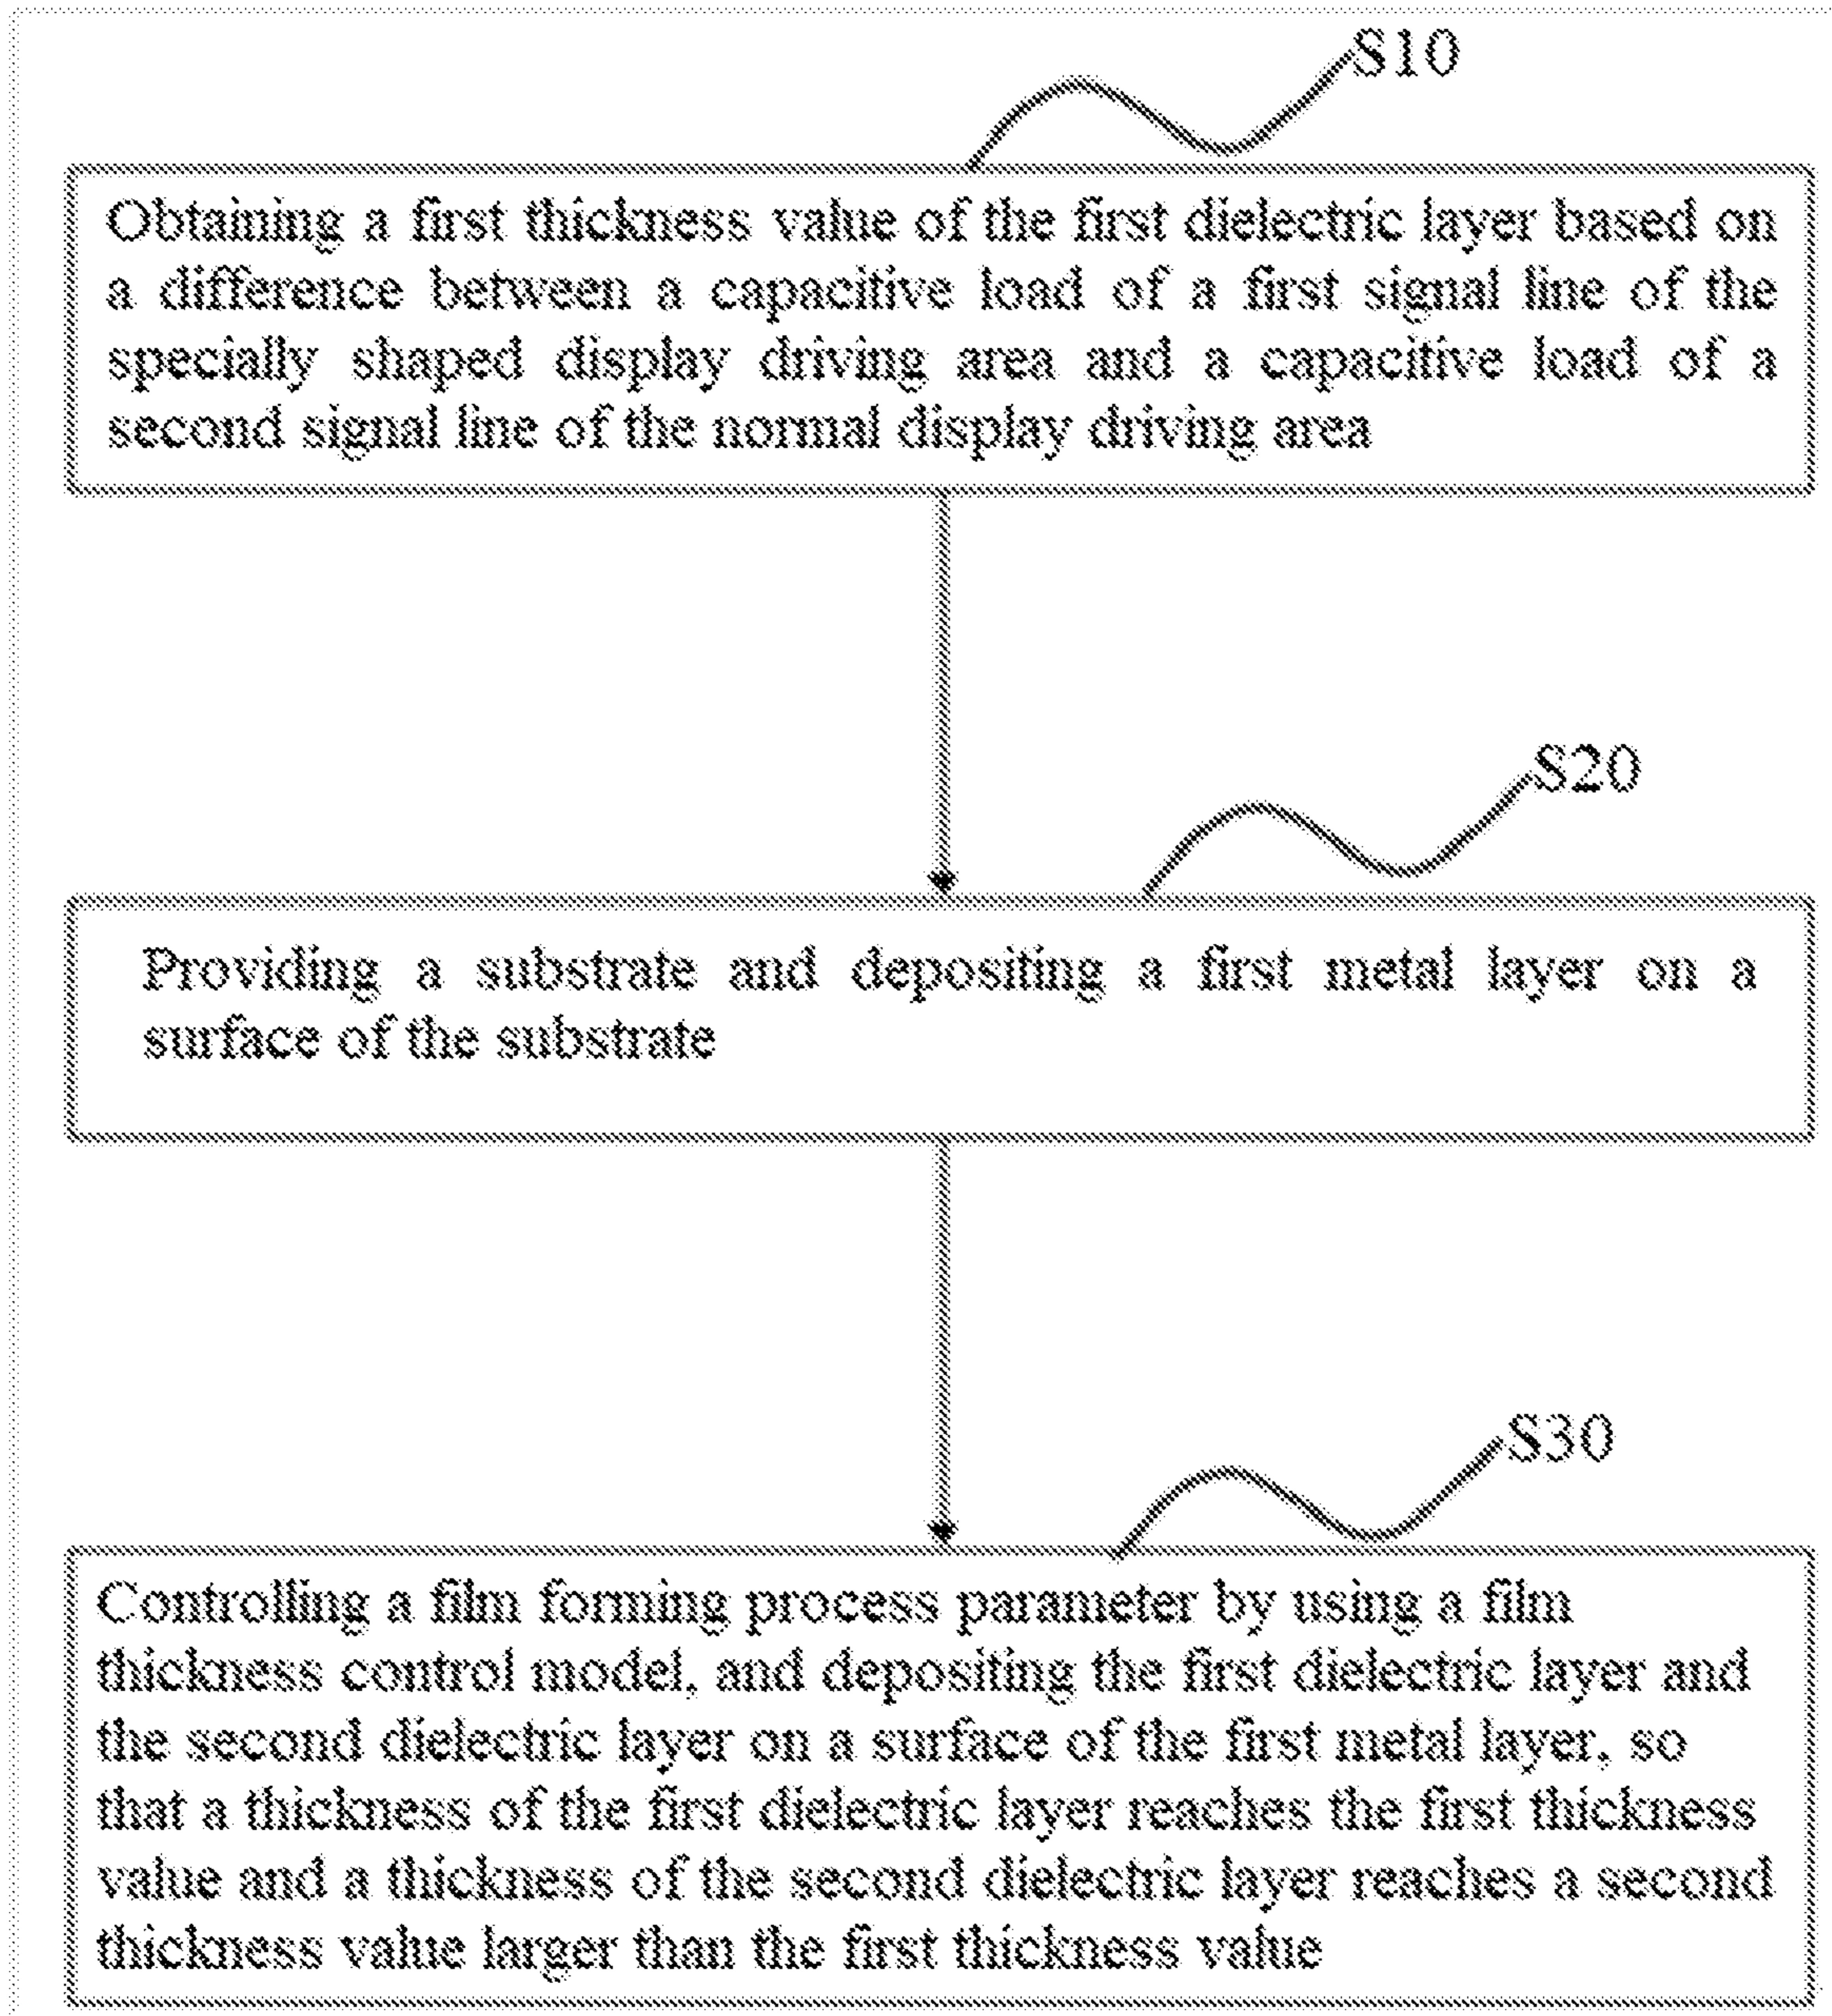 S10
Obtaining a first thickness value of the first dielectric layer based on
a difference between a capacitive load of a first signal line of the
specially shaped display driving area and a capacitive load of a
second signal line of the normal display driving area
S20
Providing a substrate and depositing a first metal layer on a
surface of the substrate
S30
Controlling a film forming process parameter by using a film
thickness control model, and depositing the first dielectric layer and
the second dielectric layer on a surface of the first metal layer, so
that a thickness of the first dielectric layer reaches the first thickness
value and a thickness of the second dielectric layer reaches a second
thickness value larger than the first thickness value